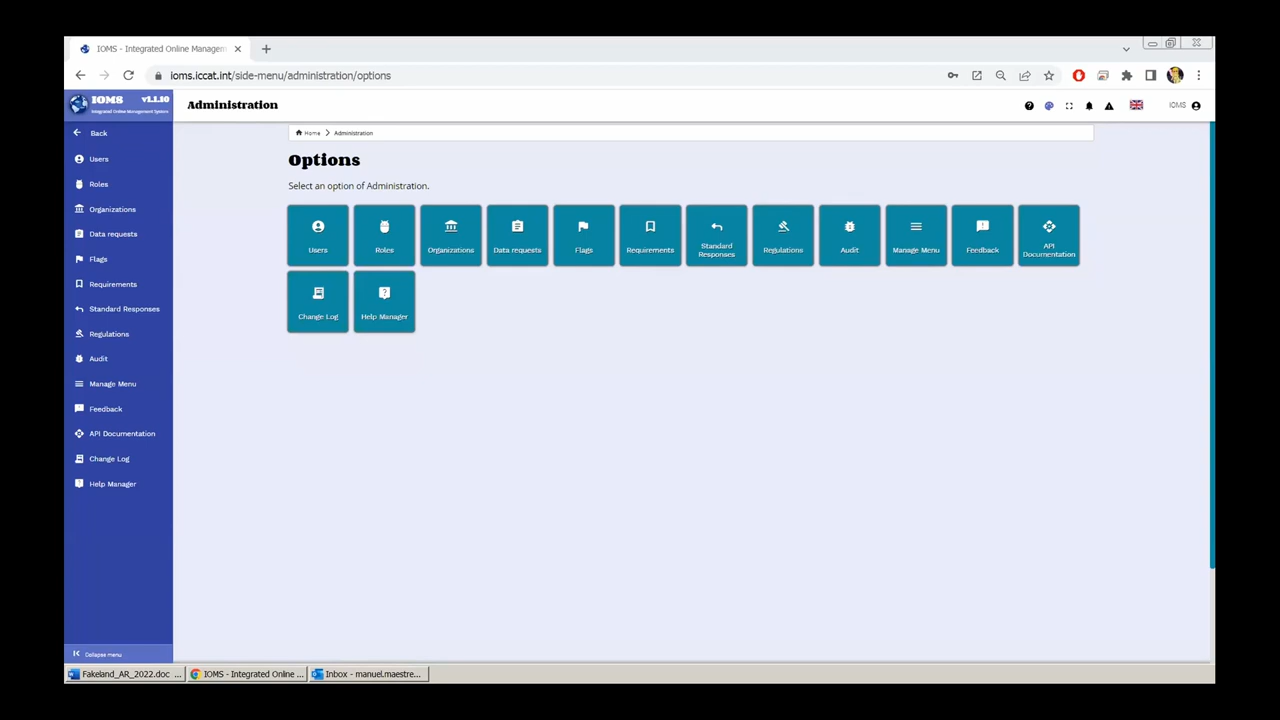 IOMS - Integrated Online Managem
ioms.iccat.int/side-menu/administration/options
IOMS v1.1.10
Integrated Online Management System
Administration
IOMS
Back
Users
Roles
Organizations
Data requests
Flags
Requirements
Standard Responses
Regulations
Audit
Manage Menu
Feedback
API Documentation
Change Log
Help Manager
Collapse menu
Home > Administration
Options
Select an option of Administration.
Users
Roles
Organizations
Data requests
Flags
Requirements
Standard
Responses
Regulations
Audit
Manage Menu
Feedback
API
Documentation
Change Log
Help Manager
Fakeland_AR_2022.doc ...
IOMS - Integrated Online ...
Inbox - manuel.maestre...